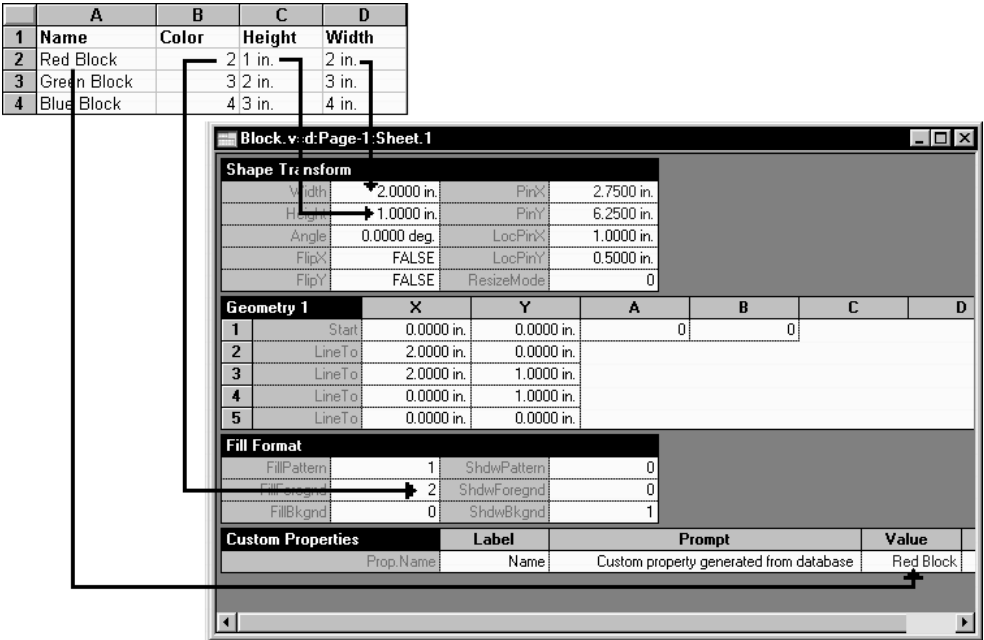 A B C D
1 Name Color Height Width
2 Red Block 2 1 in. 2 in.
3 Green Block 3 2 in. 3 in.
4 Blue Block 4 3 in. 4 in.
Block.vsd:Page-1:Sheet.1
Shape Transform
Width 2.0000 in. PinX 2.7500 in.
Height 1.0000 in. PinY 6.2500 in.
Angle 0.0000 deg. LocPinX 1.0000 in.
FlipX FALSE LocPinY 0.5000 in.
FlipY FALSE ResizeMode 0
Geometry 1 X Y A B C D
1 Start 0.0000 in. 0.0000 in. 0 0
2 LineTo 2.0000 in. 0.0000 in.
3 LineTo 2.0000 in. 1.0000 in.
4 LineTo 0.0000 in. 1.0000 in.
5 LineTo 0.0000 in. 0.0000 in.
Fill Format
FillPattern 1 ShdwPattern 0
FillForegnd 2 ShdwForegnd 0
FillBkgnd 0 ShdwBkgnd 1
Custom Properties Label Prompt Value
Prop.Name Name Custom property generated from database Red Block